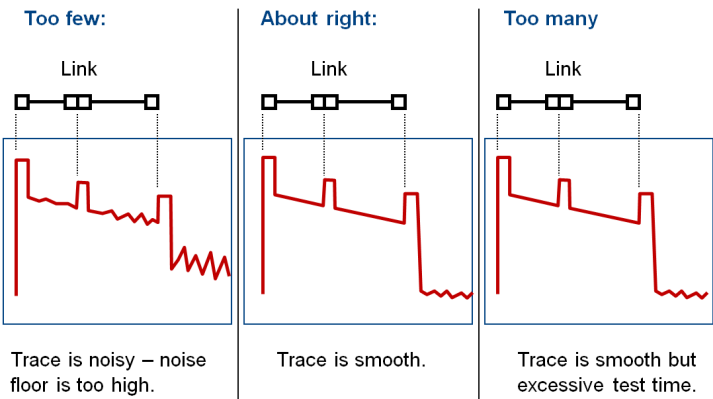 Too few:
Link
Trace is noisy – noise
floor is too high.
About right:
Link
Trace is smooth.
Too many
Link
Trace is smooth but
excessive test time.